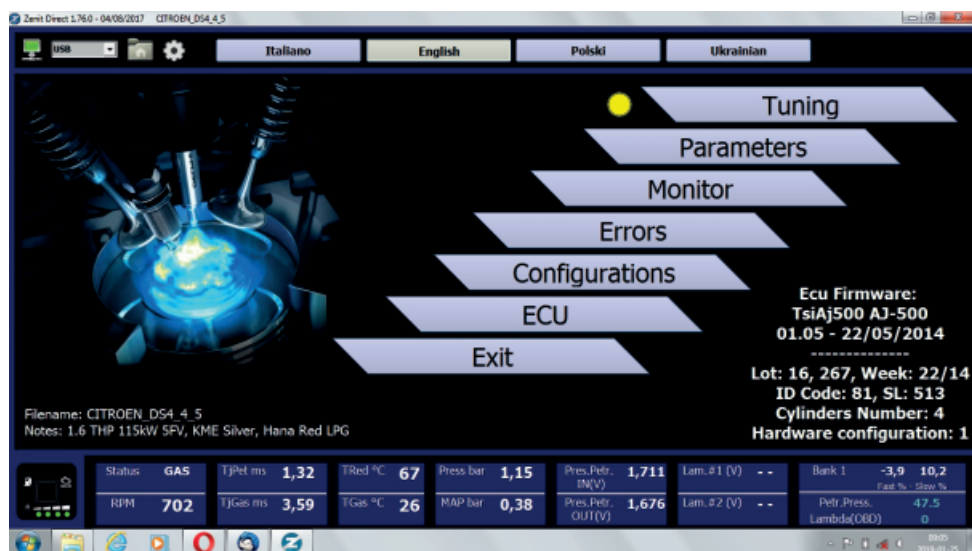 Zenit Direct 1.76.0 - 04/08/2017 CITROEN_DS4_4_5
USB
Italiano
English
Polski
Ukrainian
Tuning
Parameters
Monitor
Errors
Configurations
ECU
Exit
Ecu Firmware:
TsiAj500 AJ-500
01.05 - 22/05/2014
--------------
Lot: 16, 267, Week: 22/14
ID Code: 81, SL: 513
Cylinders Number: 4
Hardware configuration: 1
Filename: CITROEN_DS4_4_5
Notes: 1.6 THP 115kW 5FV, KME Silver, Hana Red LPG
Status GAS TjPet ms 1,32 TRed °C 67 Press bar 1,15 Pres.Petr. IN(V) 1,711 Lam.#1 (V) - - Bank 1 -3,9 10,2
Fast % - Slow %
RPM 702 TjGas ms 3,59 TGas °C 26 MAP bar 0,38 Pres.Petr. OUT(V) 1,676 Lam.#2 (V) - - Petr.Press. 47.5
Lambda(OBD) 0
09:05